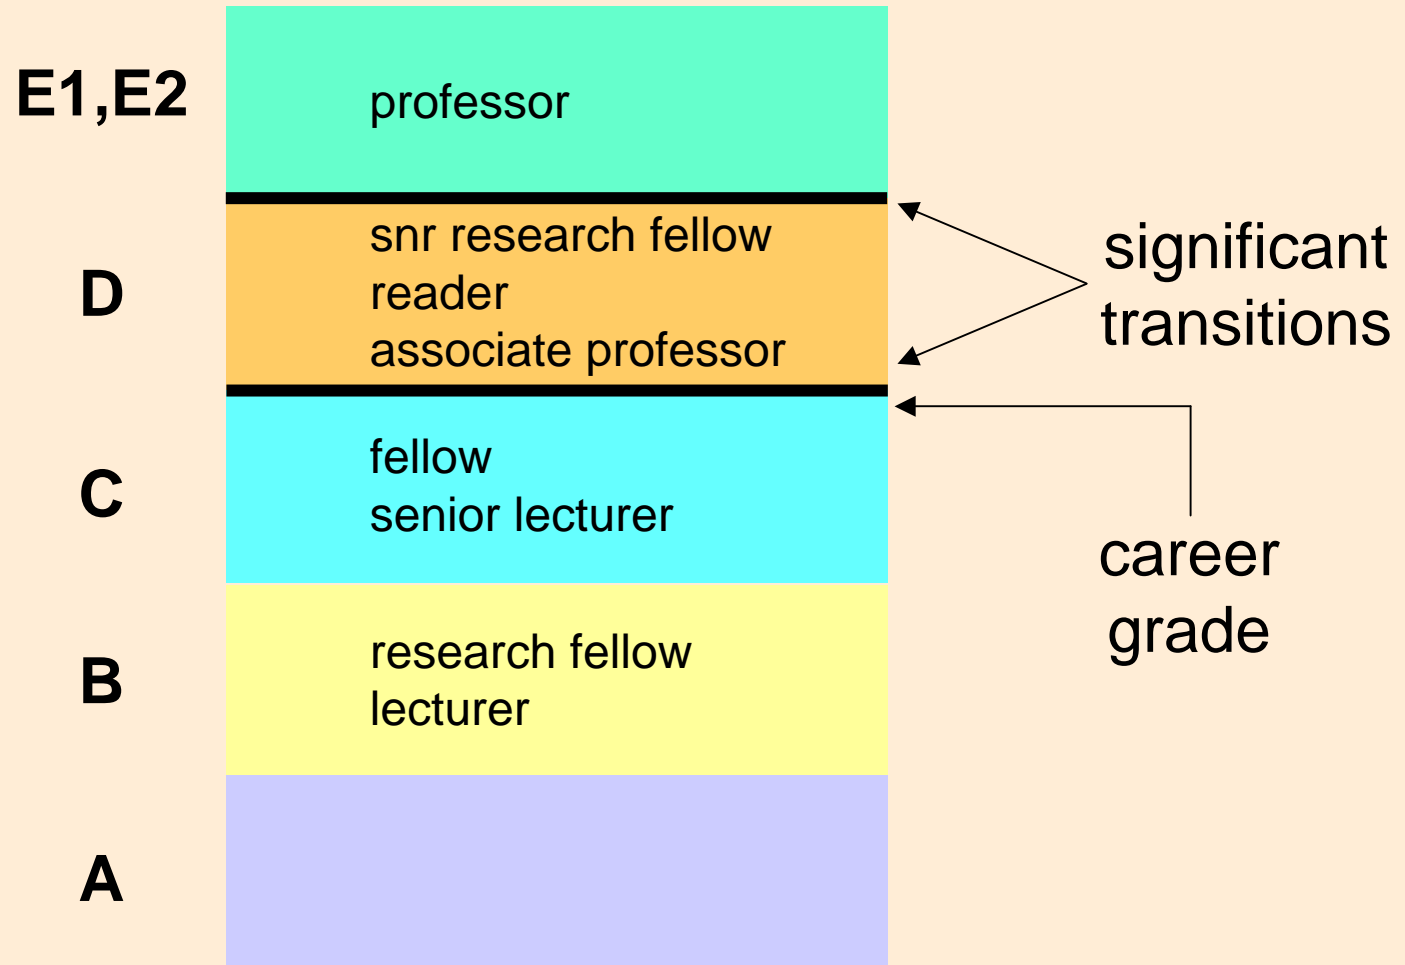 E1,E2
professor
D
snr research fellow
reader
associate professor
significant
transitions
C
fellow
senior lecturer
career
grade
B
research fellow
lecturer
A